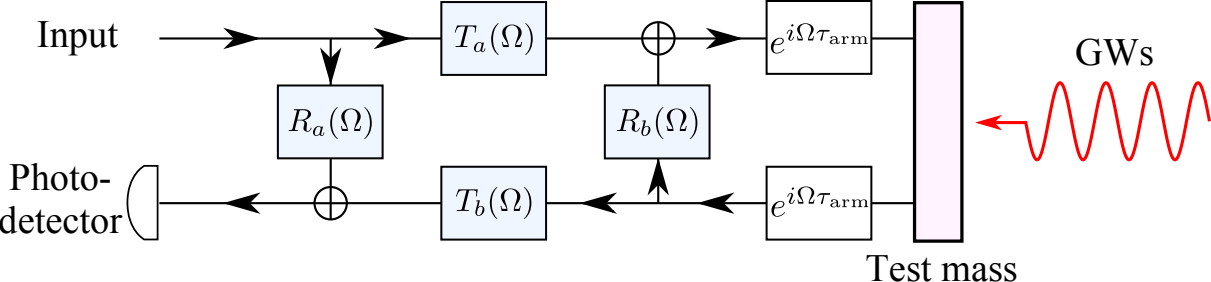 Input
T_a(Ω)
e^{iΩτ_arm}
GWs
R_a(Ω)
R_b(Ω)
Photo-
detector
T_b(Ω)
e^{iΩτ_arm}
Test mass